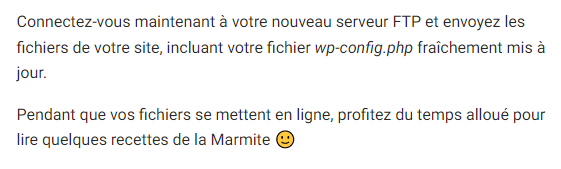 Connectez-vous maintenant à votre nouveau serveur FTP et envoyez les
fichiers de votre site, incluant votre fichier wp-config.php fraîchement mis à
jour.
Pendant que vos fichiers se mettent en ligne, profitez du temps alloué pour
lire quelques recettes de la Marmite 🙂